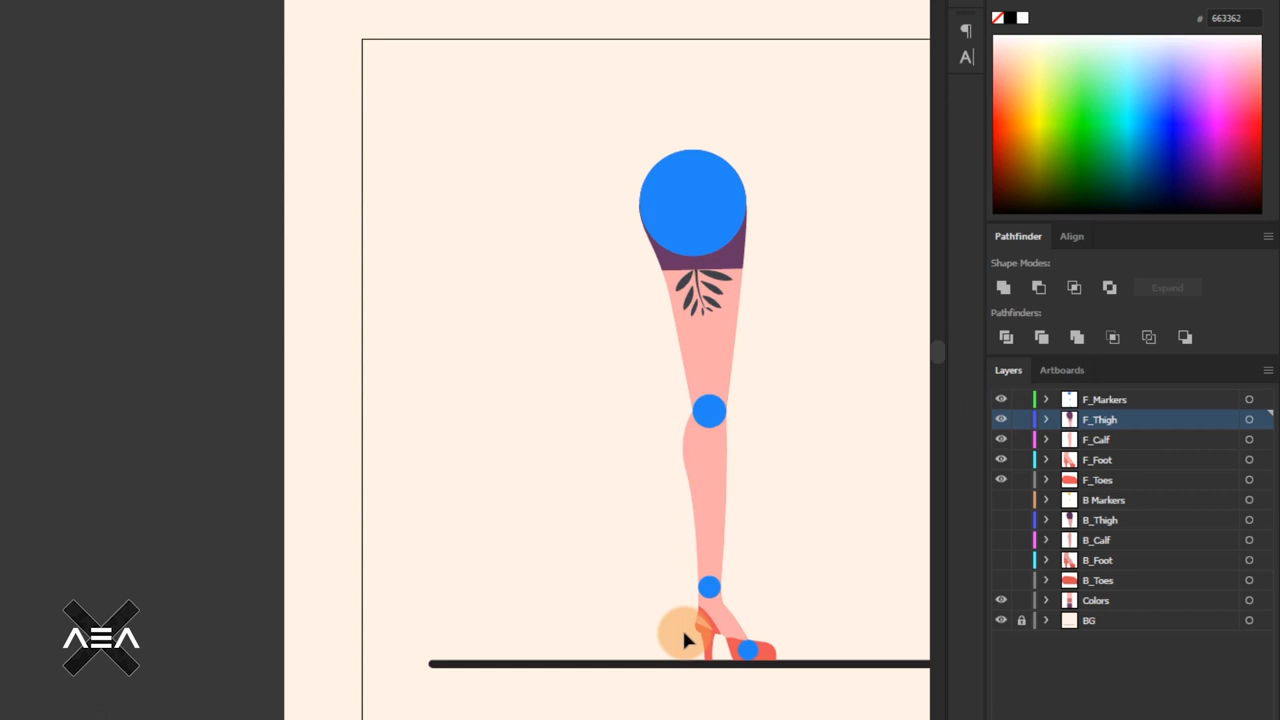 # 663362
A
Pathfinder Align
Shape Modes:
Expand
Pathfinders:
Layers Artboards
F_Markers
F_Thigh
F_Calf
F_Foot
F_Toes
B Markers
B_Thigh
B_Calf
B_Foot
B_Toes
Colors
BG
AEA